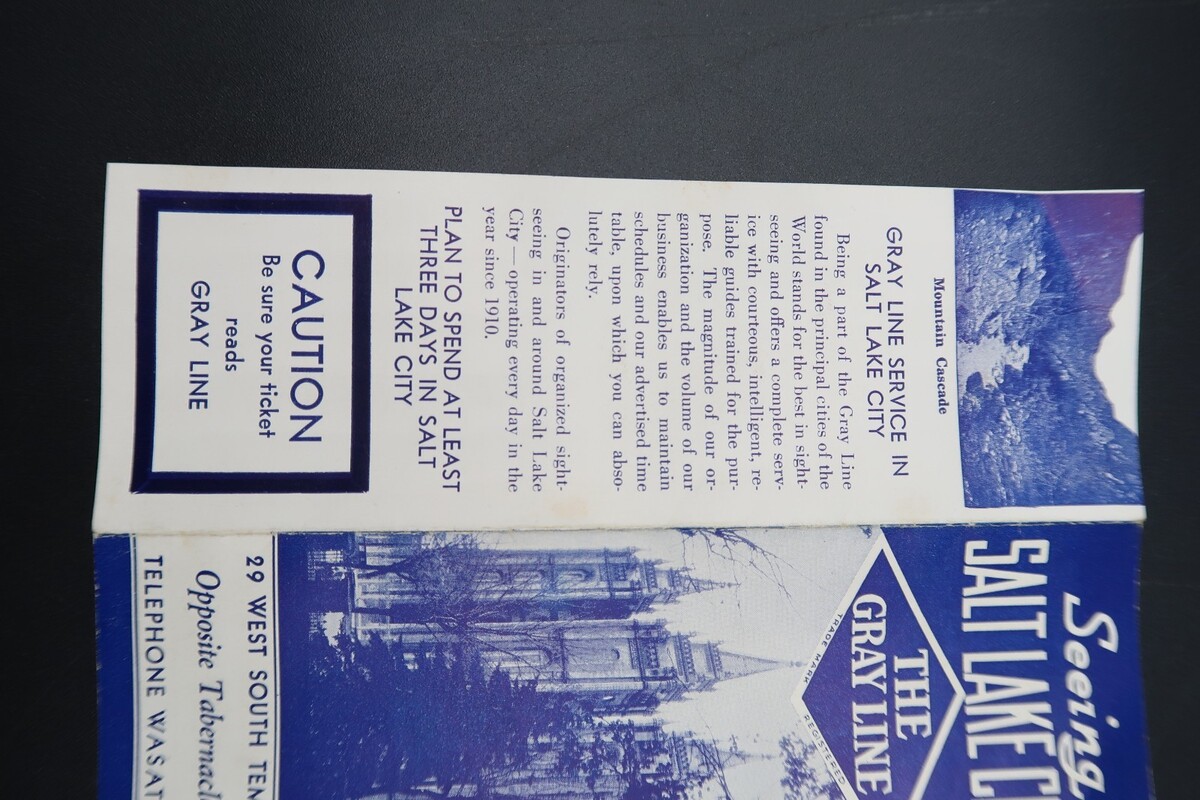 Mountain Cascade
GRAY LINE SERVICE IN
SALT LAKE CITY
Being a part of the Gray Line
found in the principal cities of the
World stands for the best in sight-
seeing and offers a complete serv-
ice with courteous, intelligent, re-
liable guides trained for the pur-
pose. The magnitude of our or-
ganization and the volume of our
business enables us to maintain
schedules and our advertised time
table, upon which you can abso-
lutely rely.
Originators of organized sight-
seeing in and around Salt Lake
City — operating every day in the
year since 1910.
PLAN TO SPEND AT LEAST
THREE DAYS IN SALT
LAKE CITY
CAUTION
Be sure your ticket
reads
GRAY LINE
Seeing
SALT LAKE C
THE
GRAY LINE
TRADE MARK
REGISTERED
29 WEST SOUTH TEM
Opposite Tabernacl
TELEPHONE WASAT